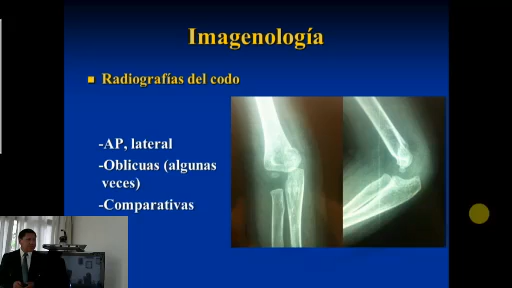 Imagenología
Radiografías del codo
-AP, lateral
-Oblicuas (algunas
veces)
-Comparativas